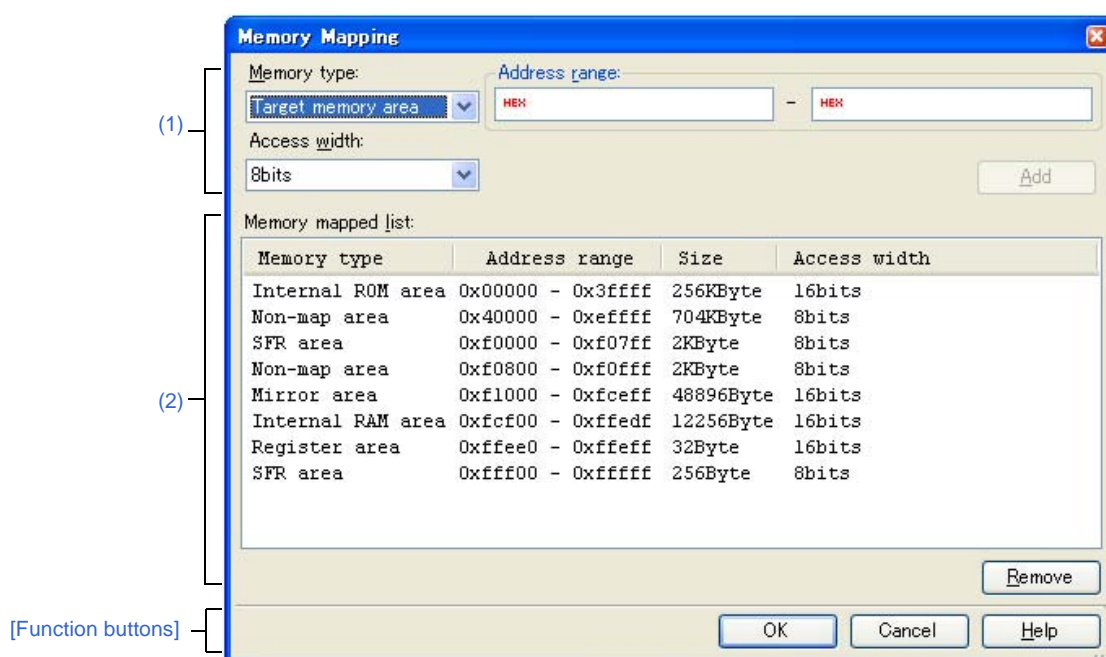 Memory Mapping
Memory type:
Address range:
Target memory area
HEX - HEX
(1)
Access width:
8bits
Add
Memory mapped list:
Memory type Address range Size Access width
Internal ROM area 0x00000 - 0x3ffff 256KByte 16bits
Non-map area 0x40000 - 0xeffff 704KByte 8bits
SFR area 0xf0000 - 0xf07ff 2KByte 8bits
Non-map area 0xf0800 - 0xf0fff 2KByte 8bits
(2)
Mirror area 0xf1000 - 0xfceff 48896Byte 16bits
Internal RAM area 0xfcf00 - 0xffedf 12256Byte 16bits
Register area 0xffee0 - 0xffeff 32Byte 16bits
SFR area 0xfff00 - 0xfffff 256Byte 8bits
Remove
[Function buttons]
OK Cancel Help